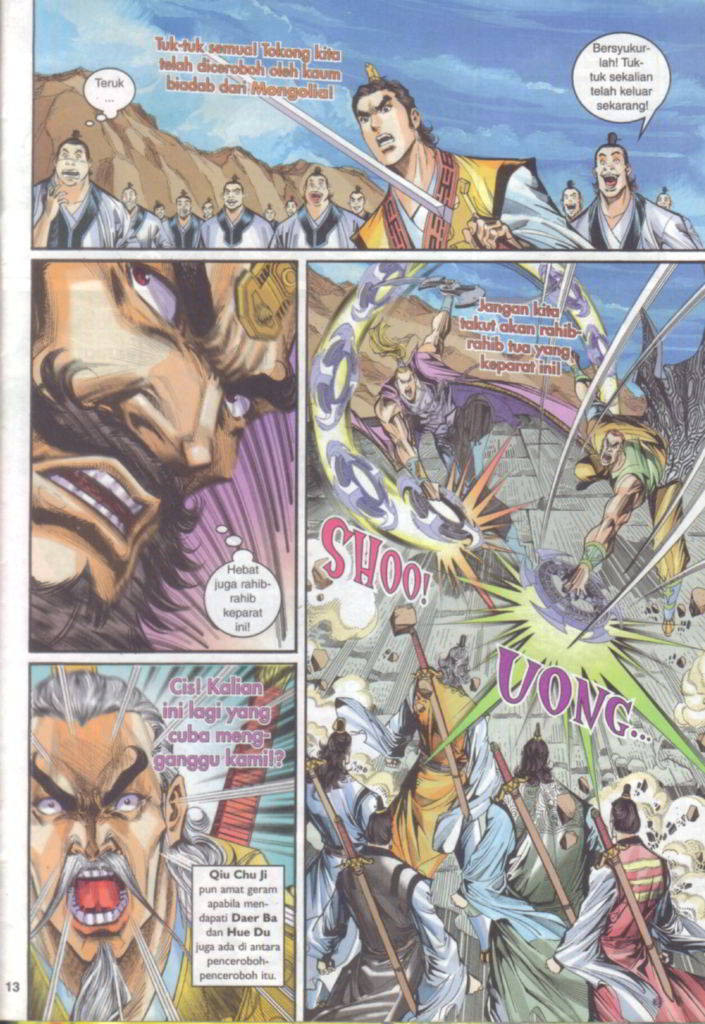 Teruk
...
Tuk-tuk semua! Tokong kita
telah diceroboh oleh kaum
biadab dari Mongolia!
Bersyukur-
lah! Tuk-
tuk sekalian
telah keluar
sekarang!
Hebat
juga rahib-
rahib
keparat
ini!
Jangan kita
takut akan rahib-
rahib tua yang
keparat ini!
SHOO!
UONG...
Cis! Kalian
ini lagi yang
cuba meng-
ganggu kami!?
Qiu Chu Ji
pun amat geram
apabila men-
dapati Daer Ba
dan Hue Du
juga ada di antara
penceroboh-
penceroboh itu.
13